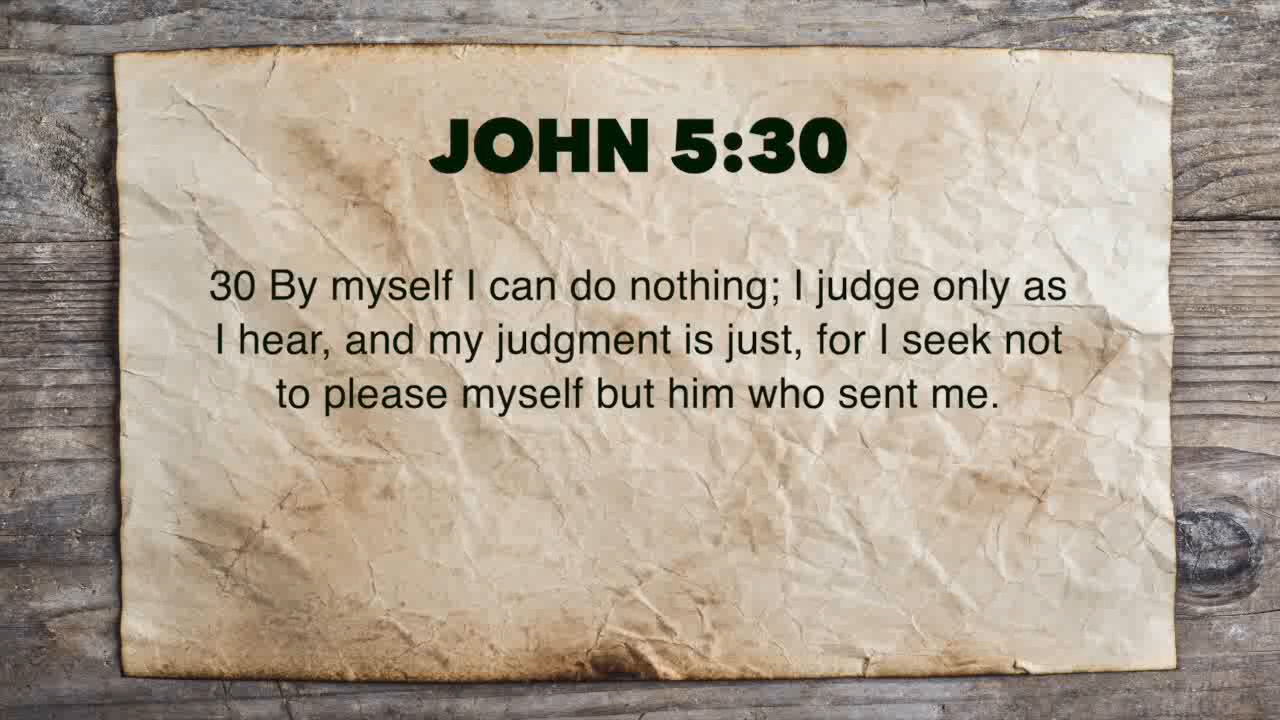 JOHN 5:30
30 By myself I can do nothing; I judge only as
I hear, and my judgment is just, for I seek not
to please myself but him who sent me.